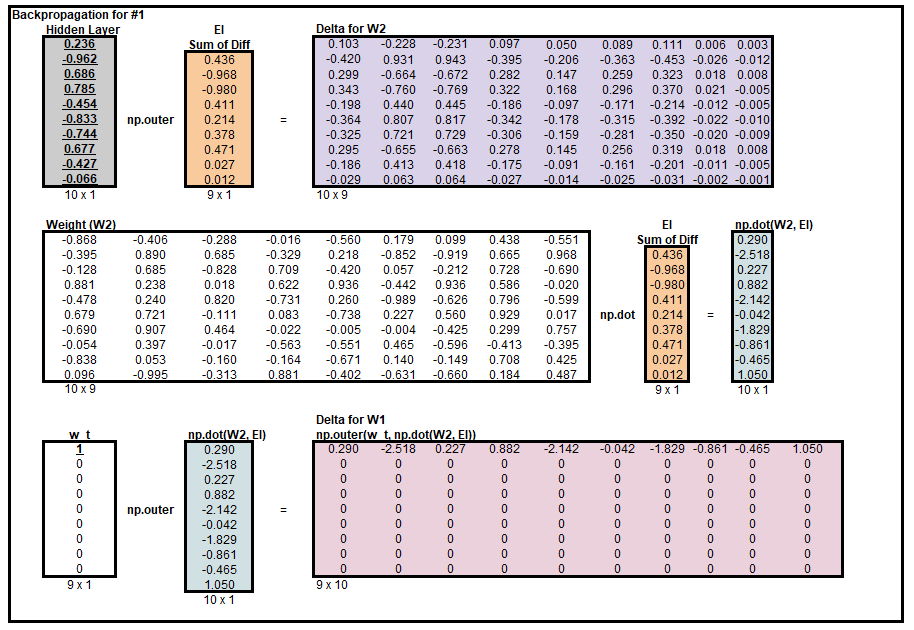 Backpropagation for #1
Hidden Layer EI Delta for W2
Sum of Diff
0.236 0.436 0.103 -0.228 -0.231 0.097 0.050 0.089 0.111 0.006 0.003
-0.962 -0.968 -0.420 0.931 0.943 -0.395 -0.206 -0.363 -0.453 -0.026 -0.012
0.686 -0.980 0.299 -0.664 -0.672 0.282 0.147 0.259 0.323 0.018 0.008
0.785 0.411 0.343 -0.760 -0.769 0.322 0.168 0.296 0.370 0.021 -0.005
-0.454 0.214 -0.198 0.440 0.445 -0.186 -0.097 -0.171 -0.214 -0.012 -0.005
-0.833 np.outer 0.378 = -0.364 0.807 0.817 -0.342 -0.178 -0.315 -0.392 -0.022 -0.010
-0.744 0.471 -0.325 0.721 0.729 -0.306 -0.159 -0.281 -0.350 -0.020 -0.009
0.677 0.027 0.295 -0.655 -0.663 0.278 0.145 0.256 0.319 0.018 0.008
-0.427 0.012 -0.186 0.413 0.418 -0.175 -0.091 -0.161 -0.201 -0.011 -0.005
-0.066 -0.029 0.063 0.064 -0.027 -0.014 -0.025 -0.031 -0.002 -0.001
10 x 1 9 x 1 10 x 9
Weight (W2) EI np.dot(W2, EI)
Sum of Diff
-0.868 -0.406 -0.288 -0.016 -0.560 0.179 0.099 0.438 -0.551 0.290
-0.395 0.890 0.685 -0.329 0.218 -0.852 -0.919 0.665 0.968 0.436 -2.518
-0.128 0.685 -0.828 0.709 -0.420 0.057 -0.212 0.728 -0.690 -0.968 0.227
0.881 0.238 0.018 0.622 0.936 -0.442 0.936 0.586 -0.020 -0.980 0.882
-0.478 0.240 0.820 -0.731 0.260 -0.989 -0.626 0.796 -0.599 0.411 -2.142
0.679 0.721 -0.111 0.083 -0.738 0.227 0.560 0.929 0.017 np.dot 0.214 = -0.042
-0.690 0.907 0.464 -0.022 -0.005 -0.004 -0.425 0.299 0.757 0.378 -1.829
-0.054 0.397 -0.017 -0.563 -0.551 0.465 -0.596 -0.413 -0.395 0.471 -0.861
-0.838 0.053 -0.160 -0.164 -0.671 0.140 -0.149 0.708 0.425 0.027 -0.465
0.096 -0.995 -0.313 0.881 -0.402 -0.631 -0.660 0.184 0.487 0.012 1.050
10 x 9 9 x 1 10 x 1
Delta for W1
w_t np.dot(W2, EI) np.outer(w_t, np.dot(W2, EI))
1 0.290 0.290 -2.518 0.227 0.882 -2.142 -0.042 -1.829 -0.861 -0.465 1.050
0 -2.518 0 0 0 0 0 0 0 0 0 0
0 0.227 0 0 0 0 0 0 0 0 0 0
0 0.882 0 0 0 0 0 0 0 0 0 0
0 np.outer -2.142 = 0 0 0 0 0 0 0 0 0 0
0 -0.042 0 0 0 0 0 0 0 0 0 0
0 -1.829 0 0 0 0 0 0 0 0 0 0
0 -0.861 0 0 0 0 0 0 0 0 0 0
0 -0.465 0 0 0 0 0 0 0 0 0 0
9 x 1 1.050 9 x 10
10 x 1